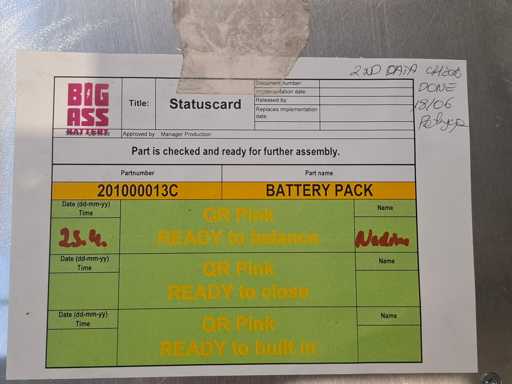 2ND DATA CHECK
DONE
18/06
BIG
ASS
BATTERY
Title:
Statuscard
Document number
Implementation date
Released by
Replaces implementation
date
Approved by Manager Production
Part is checked and ready for further assembly.
Partnumber
Part name
201000013C
BATTERY PACK
Date (dd-mm-yy)
Time
25.4.
QR Pink
READY to balance
Name
Nadine
Date (dd-mm-yy)
Time
QR Pink
READY to close
Name
Date (dd-mm-yy)
Time
QR Pink
READY to built in
Name